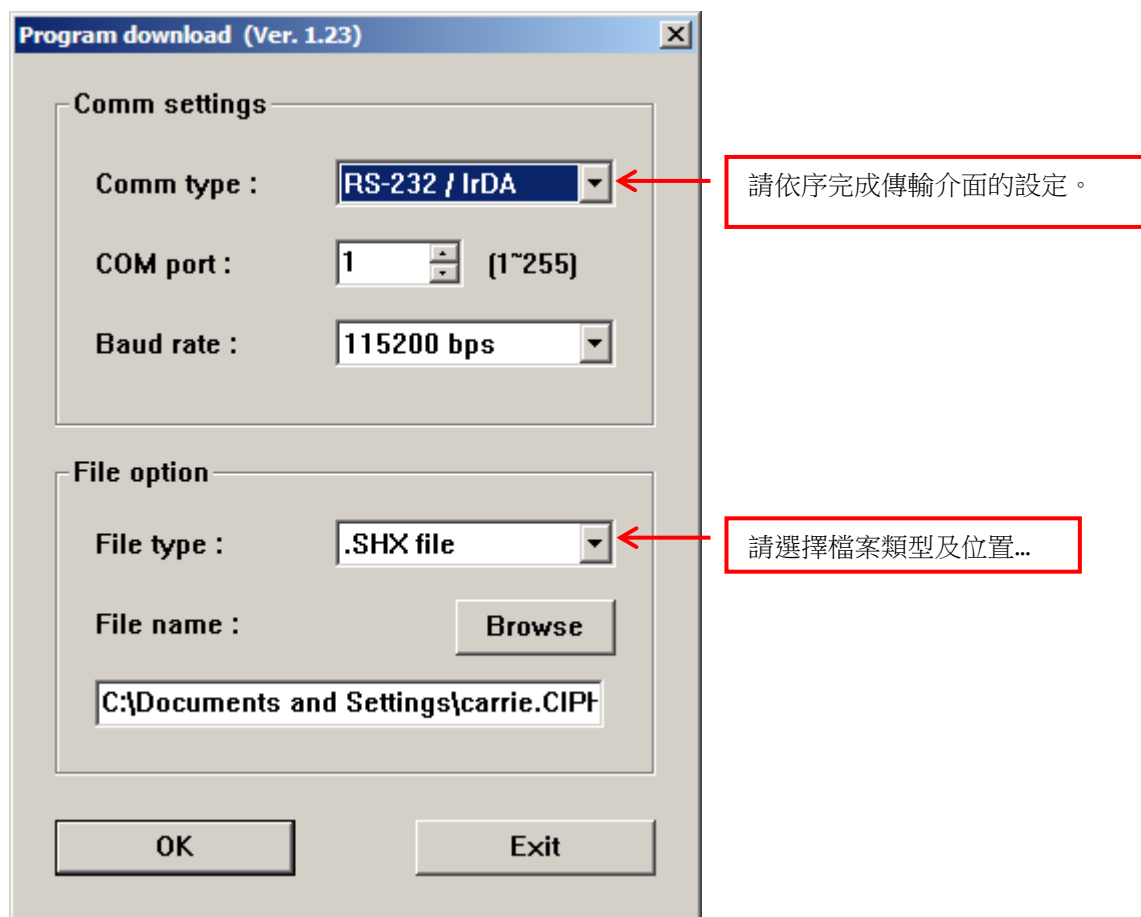 Program download (Ver. 1.23)
Comm settings
Comm type :
RS-232 / IrDA
請依序完成傳輸介面的設定。
COM port :
1
(1~255)
Baud rate :
115200 bps
File option
File type :
.SHX file
請選擇檔案類型及位置...
File name :
Browse
C:\Documents and Settings\carrie.CIPH
OK
Exit